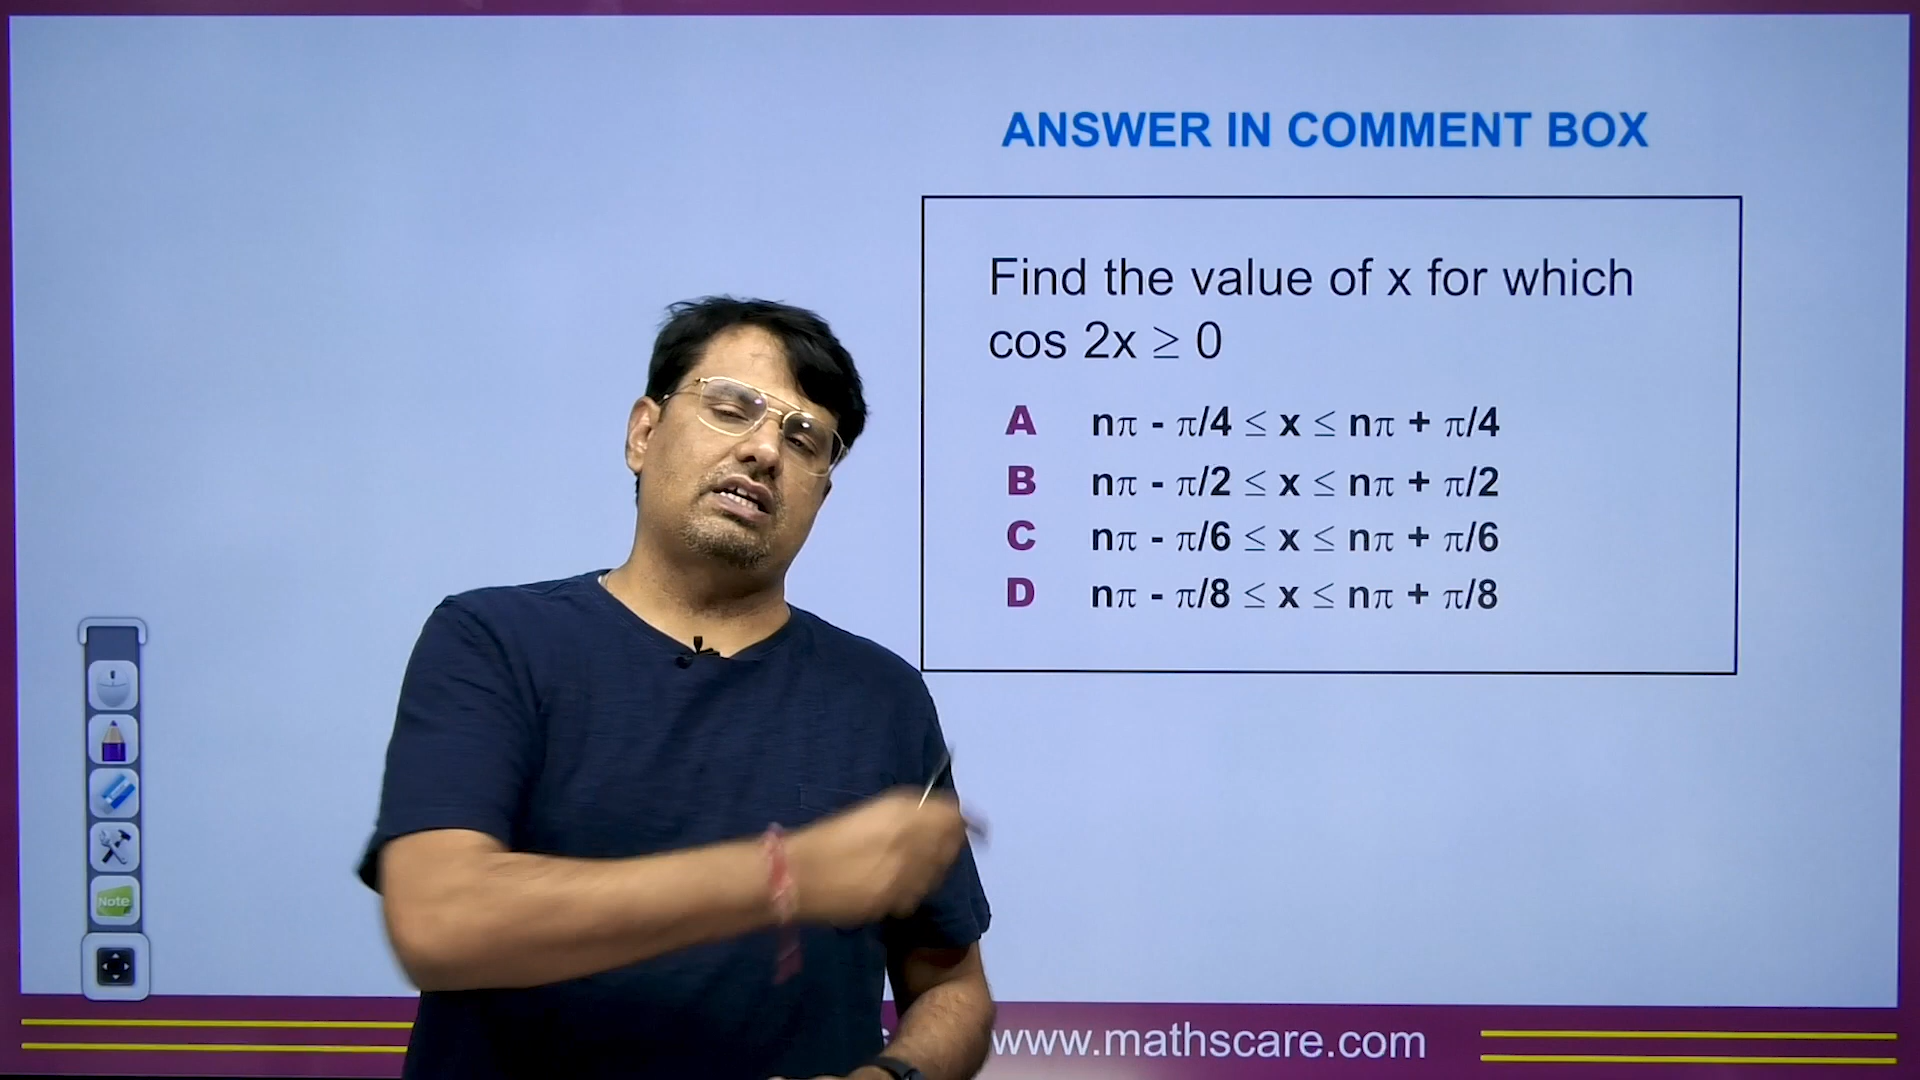 ANSWER IN COMMENT BOX
Find the value of x for which
cos 2x ≥ 0
A nπ - π/4 ≤ x ≤ nπ + π/4
B nπ - π/2 ≤ x ≤ nπ + π/2
C nπ - π/6 ≤ x ≤ nπ + π/6
D nπ - π/8 ≤ x ≤ nπ + π/8
Note
www.mathscare.com